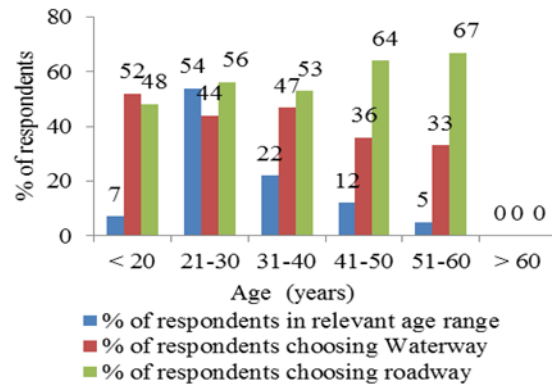 80
60
40
20
0
% of respondents
7 52 48
54 44 56
22 47 53
12 36 64
5 33 67
0 0 0
< 20 21-30 31-40 41-50 51-60 > 60
Age (years)
% of respondents in relevant age range
% of respondents choosing Waterway
% of respondents choosing roadway